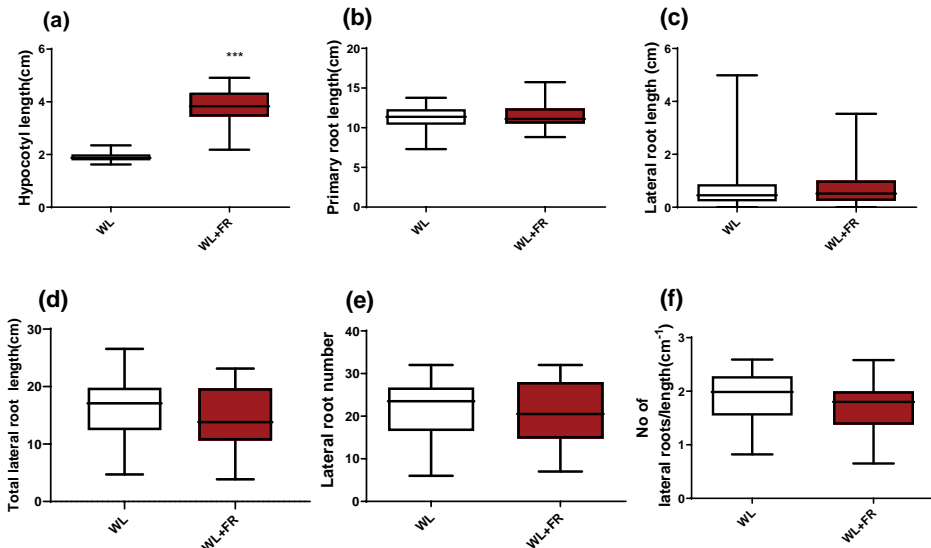 (a)
Hypocotyl length(cm)
6
4
2
0
***
WL
WL+FR
(b)
Primary root length(cm)
20
15
10
5
0
WL
WL+FR
(c)
Lateral root length (cm)
6
4
2
0
WL
WL+FR
(d)
Total lateral root length(cm)
30
20
10
0
WL
WL+FR
(e)
Lateral root number
40
30
20
10
0
WL
WL+FR
(f)
No of
lateral roots/length(cm⁻¹)
3
2
1
0
WL
WL+FR